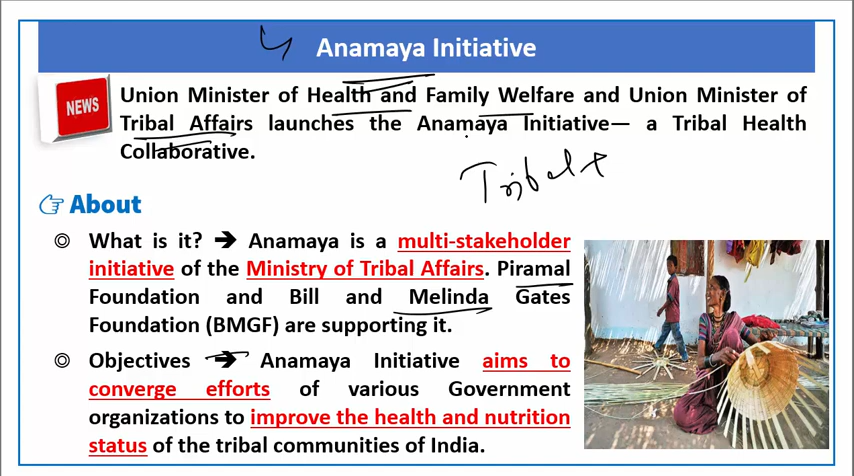 Anamaya Initiative
NEWS
Union Minister of Health and Family Welfare and Union Minister of
Tribal Affairs launches the Anamaya Initiative— a Tribal Health
Collaborative.
Tribal +
About
What is it? ➔ Anamaya is a multi-stakeholder
initiative of the Ministry of Tribal Affairs. Piramal
Foundation and Bill and Melinda Gates
Foundation (BMGF) are supporting it.
Objectives ➔ Anamaya Initiative aims to
converge efforts of various Government
organizations to improve the health and nutrition
status of the tribal communities of India.